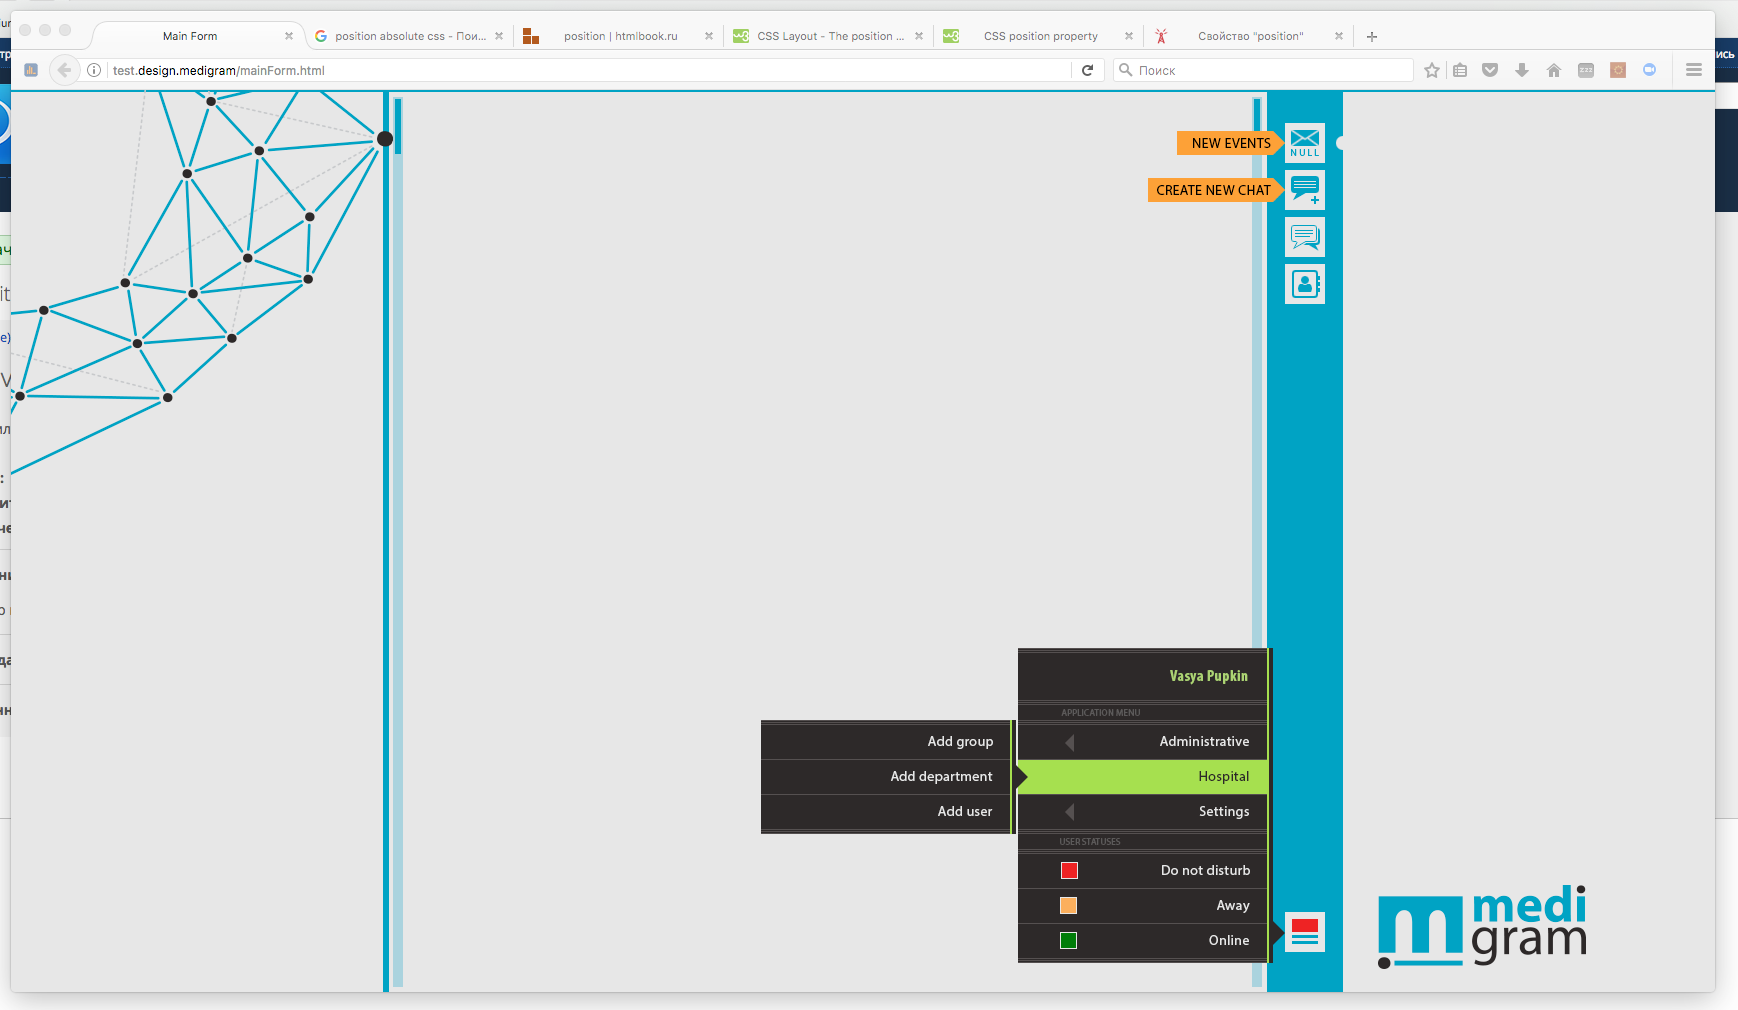 Main Form
position absolute css - Пои...
position | htmlbook.ru
CSS Layout - The position ...
CSS position property
Свойство "position"
test.design.medigram/mainForm.html
Поиск
NEW EVENTS
NULL
CREATE NEW CHAT
Vasya Pupkin
APPLICATION MENU
Add group
Administrative
Add department
Hospital
Add user
Settings
USER STATUSES
Do not disturb
Away
Online
medi
gram